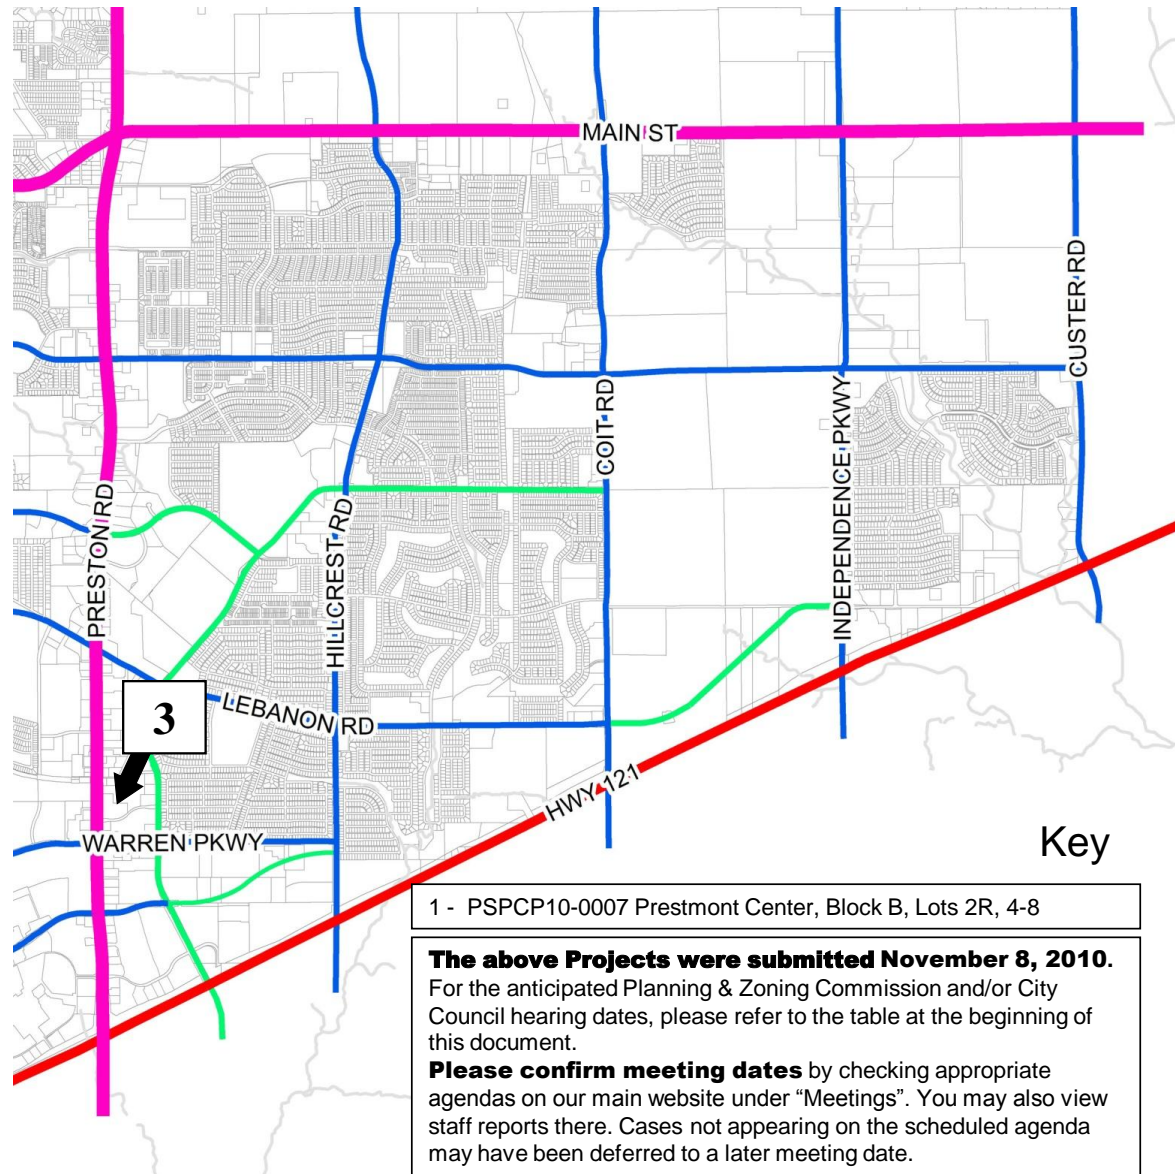 MAIN ST
CUSTER RD
COIT RD
INDEPENDENCE PKWY
PRESTON RD
HILLCREST RD
3
LEBANON RD
HWY 121
WARREN PKWY
Key
1 - PSPCP10-0007 Prestmont Center, Block B, Lots 2R, 4-8
The above Projects were submitted November 8, 2010.
For the anticipated Planning & Zoning Commission and/or City
Council hearing dates, please refer to the table at the beginning of
this document.
Please confirm meeting dates by checking appropriate
agendas on our main website under “Meetings”. You may also view
staff reports there. Cases not appearing on the scheduled agenda
may have been deferred to a later meeting date.